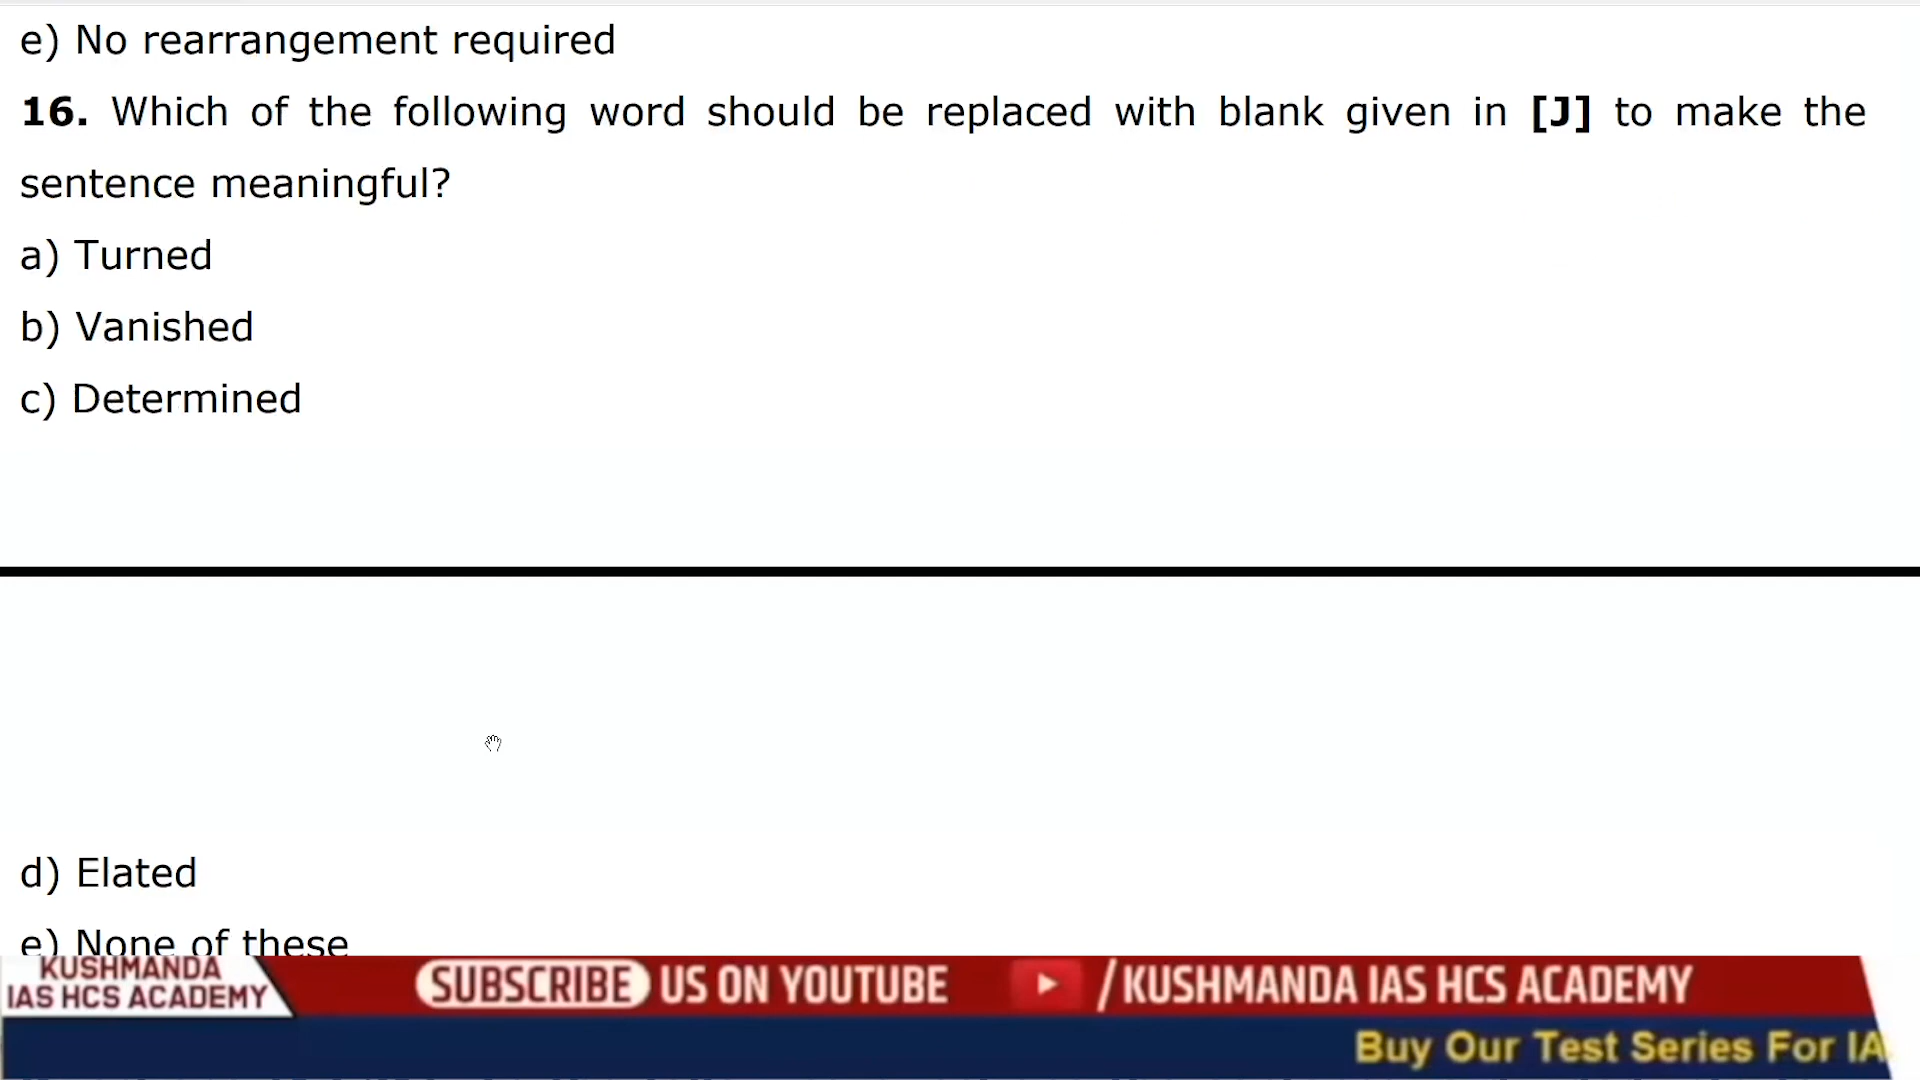 e) No rearrangement required
16. Which of the following word should be replaced with blank given in [J] to make the
sentence meaningful?
a) Turned
b) Vanished
c) Determined
d) Elated
e) None of these
KUSHMANDA
IAS HCS ACADEMY
SUBSCRIBE US ON YOUTUBE
/KUSHMANDA IAS HCS ACADEMY
Buy Our Test Series For IA